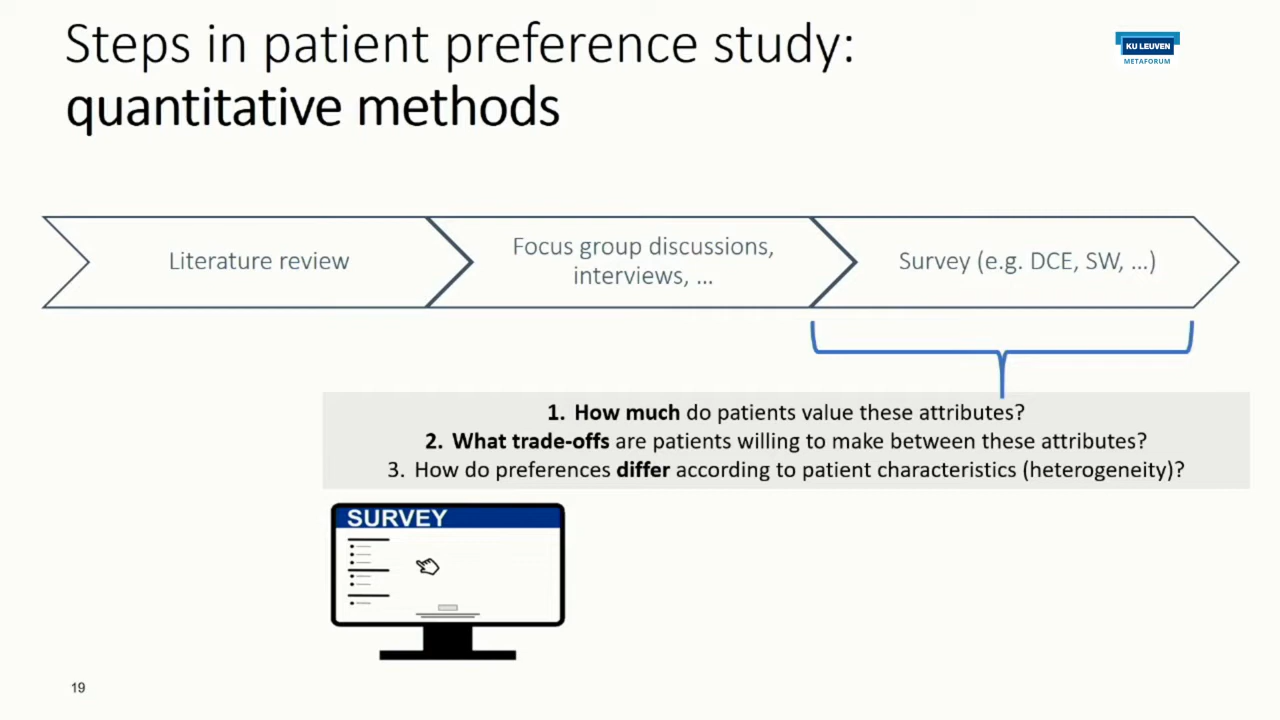 Steps in patient preference study:
quantitative methods
KU LEUVEN
METAFORUM
Literature review
Focus group discussions,
interviews, ...
Survey (e.g. DCE, SW, ...)
1. How much do patients value these attributes?
2. What trade-offs are patients willing to make between these attributes?
3. How do preferences differ according to patient characteristics (heterogeneity)?
SURVEY
19